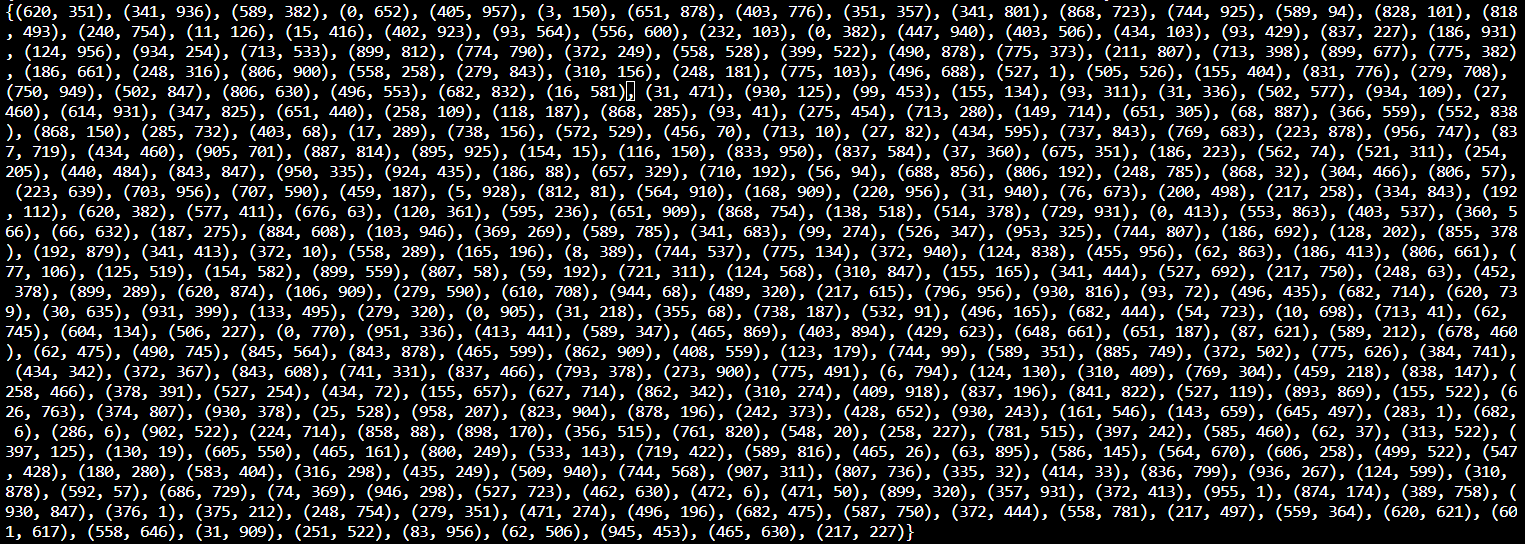 {(620, 351), (341, 936), (589, 382), (0, 652), (405, 957), (3, 150), (651, 878), (403, 776), (351, 357), (341, 801), (868, 723), (744, 925), (589, 94), (828, 101), (818
, 493), (240, 754), (11, 126), (15, 416), (402, 923), (93, 564), (556, 600), (232, 103), (0, 382), (447, 940), (403, 506), (434, 103), (93, 429), (837, 227), (186, 931)
, (124, 956), (934, 254), (713, 533), (899, 812), (774, 790), (372, 249), (558, 528), (399, 522), (490, 878), (775, 373), (211, 807), (713, 398), (899, 677), (775, 382)
, (186, 661), (248, 316), (806, 900), (558, 258), (279, 843), (310, 156), (248, 181), (775, 103), (496, 688), (527, 1), (505, 526), (155, 404), (831, 776), (279, 708),
(750, 949), (502, 847), (806, 630), (496, 553), (682, 832), (16, 581), (31, 471), (930, 125), (99, 453), (155, 134), (93, 311), (31, 336), (502, 577), (934, 109), (27,
460), (614, 931), (347, 825), (651, 440), (258, 109), (118, 187), (868, 285), (93, 41), (275, 454), (713, 280), (149, 714), (651, 305), (68, 887), (366, 559), (552, 838
), (868, 150), (285, 732), (403, 68), (17, 289), (738, 156), (572, 529), (456, 70), (713, 10), (27, 82), (434, 595), (737, 843), (769, 683), (223, 878), (956, 747), (83
7, 719), (434, 460), (905, 701), (887, 814), (895, 925), (154, 15), (116, 150), (833, 950), (837, 584), (37, 360), (675, 351), (186, 223), (562, 74), (521, 311), (254,
205), (440, 484), (843, 847), (950, 335), (924, 435), (186, 88), (657, 329), (710, 192), (56, 94), (688, 856), (806, 192), (248, 785), (868, 32), (304, 466), (806, 57),
(223, 639), (703, 956), (707, 590), (459, 187), (5, 928), (812, 81), (564, 910), (168, 909), (220, 956), (31, 940), (76, 673), (200, 498), (217, 258), (334, 843), (192
, 112), (620, 382), (577, 411), (676, 63), (120, 361), (595, 236), (651, 909), (868, 754), (138, 518), (514, 378), (729, 931), (0, 413), (553, 863), (403, 537), (360, 5
66), (66, 632), (187, 275), (884, 608), (103, 946), (369, 269), (589, 785), (341, 683), (99, 274), (526, 347), (953, 325), (744, 807), (186, 692), (128, 202), (855, 378
), (192, 879), (341, 413), (372, 10), (558, 289), (165, 196), (8, 389), (744, 537), (775, 134), (372, 940), (124, 838), (455, 956), (62, 863), (186, 413), (806, 661), (
77, 106), (125, 519), (154, 582), (899, 559), (807, 58), (59, 192), (721, 311), (124, 568), (310, 847), (155, 165), (341, 444), (527, 692), (217, 750), (248, 63), (452,
378), (899, 289), (620, 874), (106, 909), (279, 590), (610, 708), (944, 68), (489, 320), (217, 615), (796, 956), (930, 816), (93, 72), (496, 435), (682, 714), (620, 73
9), (30, 635), (931, 399), (133, 495), (279, 320), (0, 905), (31, 218), (355, 68), (738, 187), (532, 91), (496, 165), (682, 444), (54, 723), (10, 698), (713, 41), (62,
745), (604, 134), (506, 227), (0, 770), (951, 336), (413, 441), (589, 347), (465, 869), (403, 894), (429, 623), (648, 661), (651, 187), (87, 621), (589, 212), (678, 460
), (62, 475), (490, 745), (845, 564), (843, 878), (465, 599), (862, 909), (408, 559), (123, 179), (744, 99), (589, 351), (885, 749), (372, 502), (775, 626), (384, 741),
(434, 342), (372, 367), (843, 608), (741, 331), (837, 466), (793, 378), (273, 900), (775, 491), (6, 794), (124, 130), (310, 409), (769, 304), (459, 218), (838, 147), (
258, 466), (378, 391), (527, 254), (434, 72), (155, 657), (627, 714), (862, 342), (310, 274), (409, 918), (837, 196), (841, 822), (527, 119), (893, 869), (155, 522), (6
26, 763), (374, 807), (930, 378), (25, 528), (958, 207), (823, 904), (878, 196), (242, 373), (428, 652), (930, 243), (161, 546), (143, 659), (645, 497), (283, 1), (682,
6), (286, 6), (902, 522), (224, 714), (858, 88), (898, 170), (356, 515), (761, 820), (548, 20), (258, 227), (781, 515), (397, 242), (585, 460), (62, 37), (313, 522), (
397, 125), (130, 19), (605, 550), (465, 161), (800, 249), (533, 143), (719, 422), (589, 816), (465, 26), (63, 895), (586, 145), (564, 670), (606, 258), (499, 522), (547
, 428), (180, 280), (583, 404), (316, 298), (435, 249), (509, 940), (744, 568), (907, 311), (807, 736), (335, 32), (414, 33), (836, 799), (936, 267), (124, 599), (310,
878), (592, 57), (686, 729), (74, 369), (946, 298), (527, 723), (462, 630), (472, 6), (471, 50), (899, 320), (357, 931), (372, 413), (955, 1), (874, 174), (389, 758), (
930, 847), (376, 1), (375, 212), (248, 754), (279, 351), (471, 274), (496, 196), (682, 475), (587, 750), (372, 444), (558, 781), (217, 497), (559, 364), (620, 621), (60
1, 617), (558, 646), (31, 909), (251, 522), (83, 956), (62, 506), (945, 453), (465, 630), (217, 227)}